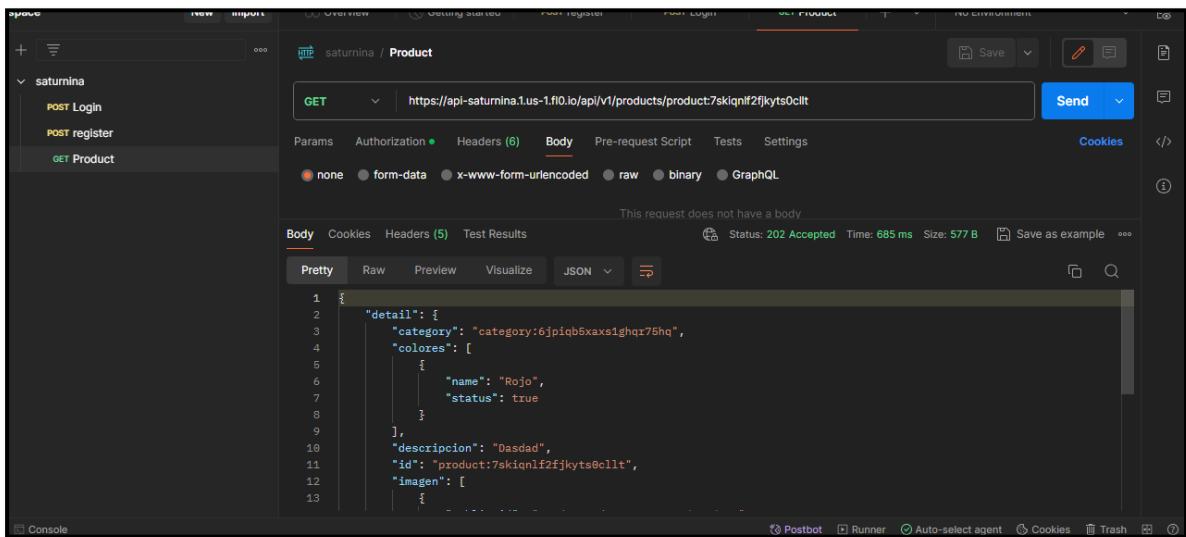 space New Import Overview Getting started POST register POST Login GET Product No Environment
saturnina / Product Save
saturnina
POST Login
POST register
GET Product
GET https://api-saturnina.1.us-1.fl0.io/api/v1/products/product:7skiqnlf2fjkyts0cllt Send
Params Authorization Headers (6) Body Pre-request Script Tests Settings Cookies
none form-data x-www-form-urlencoded raw binary GraphQL
This request does not have a body
Body Cookies Headers (5) Test Results Status: 202 Accepted Time: 685 ms Size: 577 B Save as example
Pretty Raw Preview Visualize JSON
1 {
2 "detail": {
3 "category": "category:6jpiqb5xaxs1ghqr75hq",
4 "colores": [
5 {
6 "name": "Rojo",
7 "status": true
8 }
9 ],
10 "descripcion": "Dasdad",
11 "id": "product:7skiqnlf2fjkyts0cllt",
12 "imagen": [
13 {
Console Postbot Runner Auto-select agent Cookies Trash